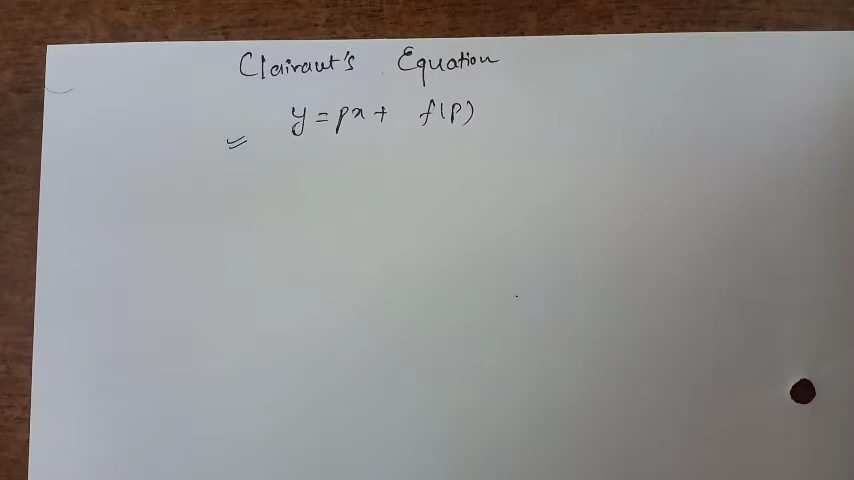 Clairaut's Equation
y = px + f(p)